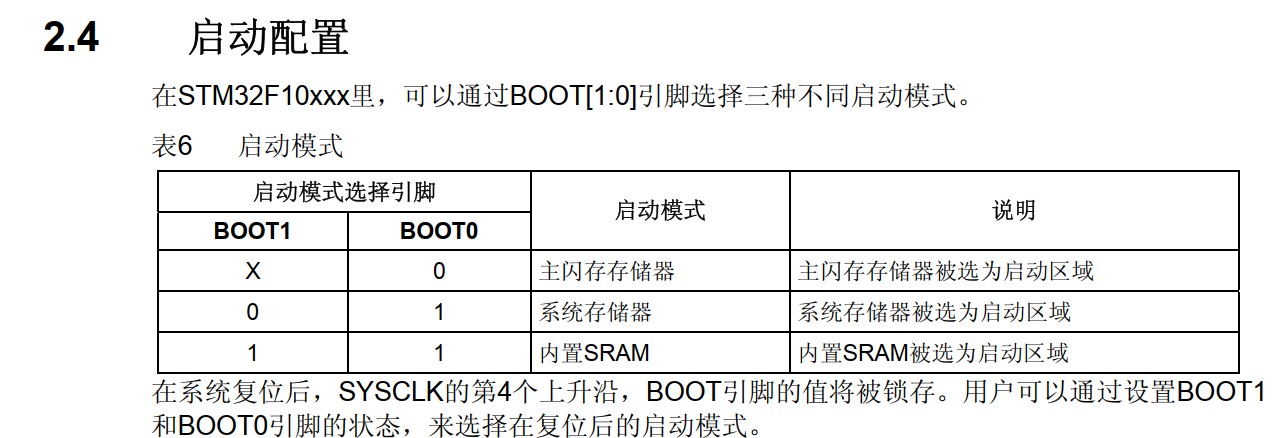 2.4 启动配置
在STM32F10xxx里，可以通过BOOT[1:0]引脚选择三种不同启动模式。
表6 启动模式
启动模式选择引脚 启动模式 说明
BOOT1 BOOT0
X 0 主闪存存储器 主闪存存储器被选为启动区域
0 1 系统存储器 系统存储器被选为启动区域
1 1 内置SRAM 内置SRAM被选为启动区域
在系统复位后，SYSCLK的第4个上升沿，BOOT引脚的值将被锁存。用户可以通过设置BOOT1
和BOOT0引脚的状态，来选择在复位后的启动模式。